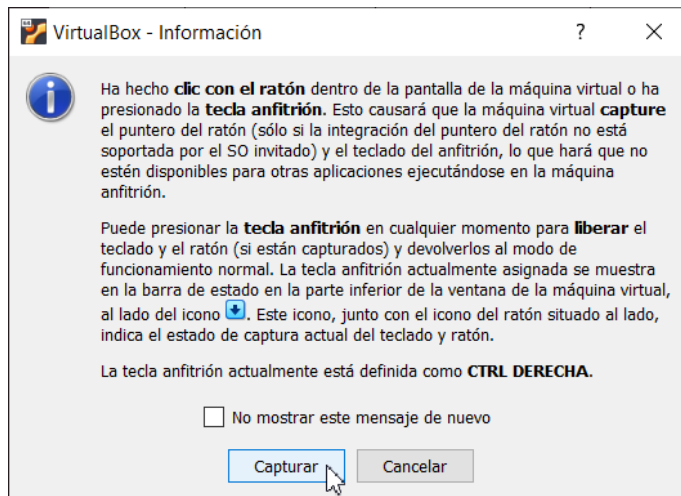 VirtualBox - Información
Ha hecho clic con el ratón dentro de la pantalla de la máquina virtual o ha
presionado la tecla anfitrión. Esto causará que la máquina virtual capture
el puntero del ratón (sólo si la integración del puntero del ratón no está
soportada por el SO invitado) y el teclado del anfitrión, lo que hará que no
estén disponibles para otras aplicaciones ejecutándose en la máquina
anfitrión.
Puede presionar la tecla anfitrión en cualquier momento para liberar el
teclado y el ratón (si están capturados) y devolverlos al modo de
funcionamiento normal. La tecla anfitrión actualmente asignada se muestra
en la barra de estado en la parte inferior de la ventana de la máquina virtual,
al lado del icono . Este icono, junto con el icono del ratón situado al lado,
indica el estado de captura actual del teclado y ratón.
La tecla anfitrión actualmente está definida como CTRL DERECHA.
No mostrar este mensaje de nuevo
Capturar Cancelar